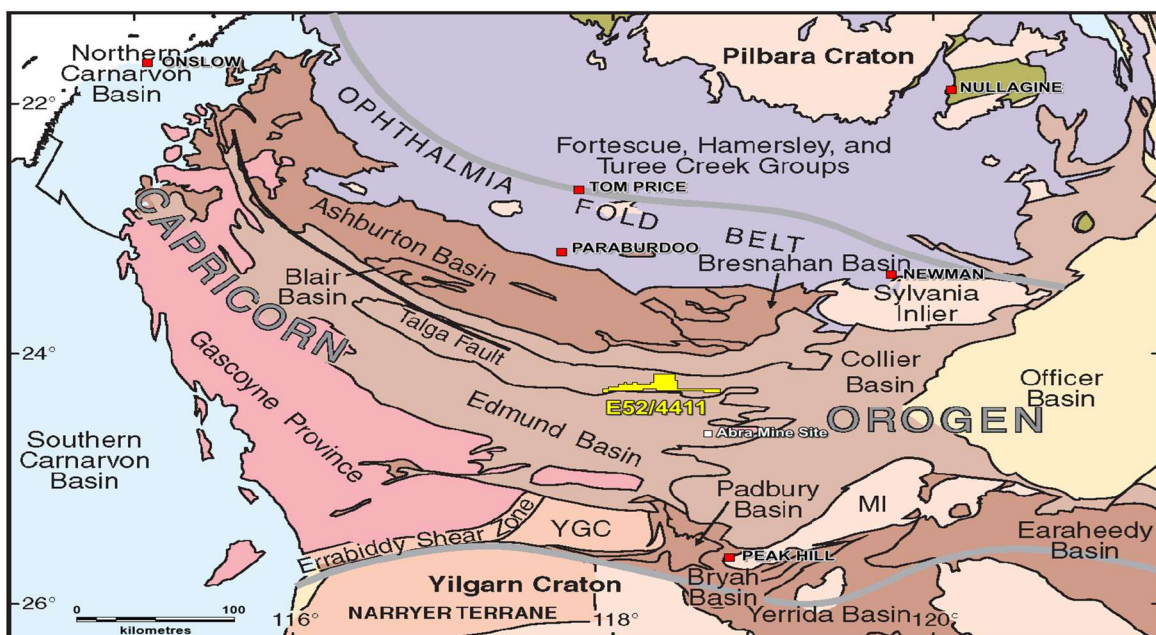 Northern
Carnarvon
Basin
ONSLOW
Pilbara Craton
NULLAGINE
22°
OPHTHALMIA
FOLD
BELT
Fortescue, Hamersley, and
Turee Creek Groups
TOM PRICE
PARABURDOO
Ashburton Basin
Bresnahan Basin
NEWMAN
Sylvania
Inlier
CAPRICORN
OROGEN
Blair
Basin
Talga Fault
24°
Collier
Basin
Officer
Basin
E52/4411
Abra Mine Site
Edmund Basin
Gascoyne Province
Southern
Carnarvon
Basin
Padbury
Basin
MI
Earaheedy
Basin
Errabiddy Shear Zone
YGC
PEAK HILL
Bryah
Basin
Yilgarn Craton
NARRYER TERRANE
Yerrida Basin
26°
0
100
kilometres
116°
118°
120°